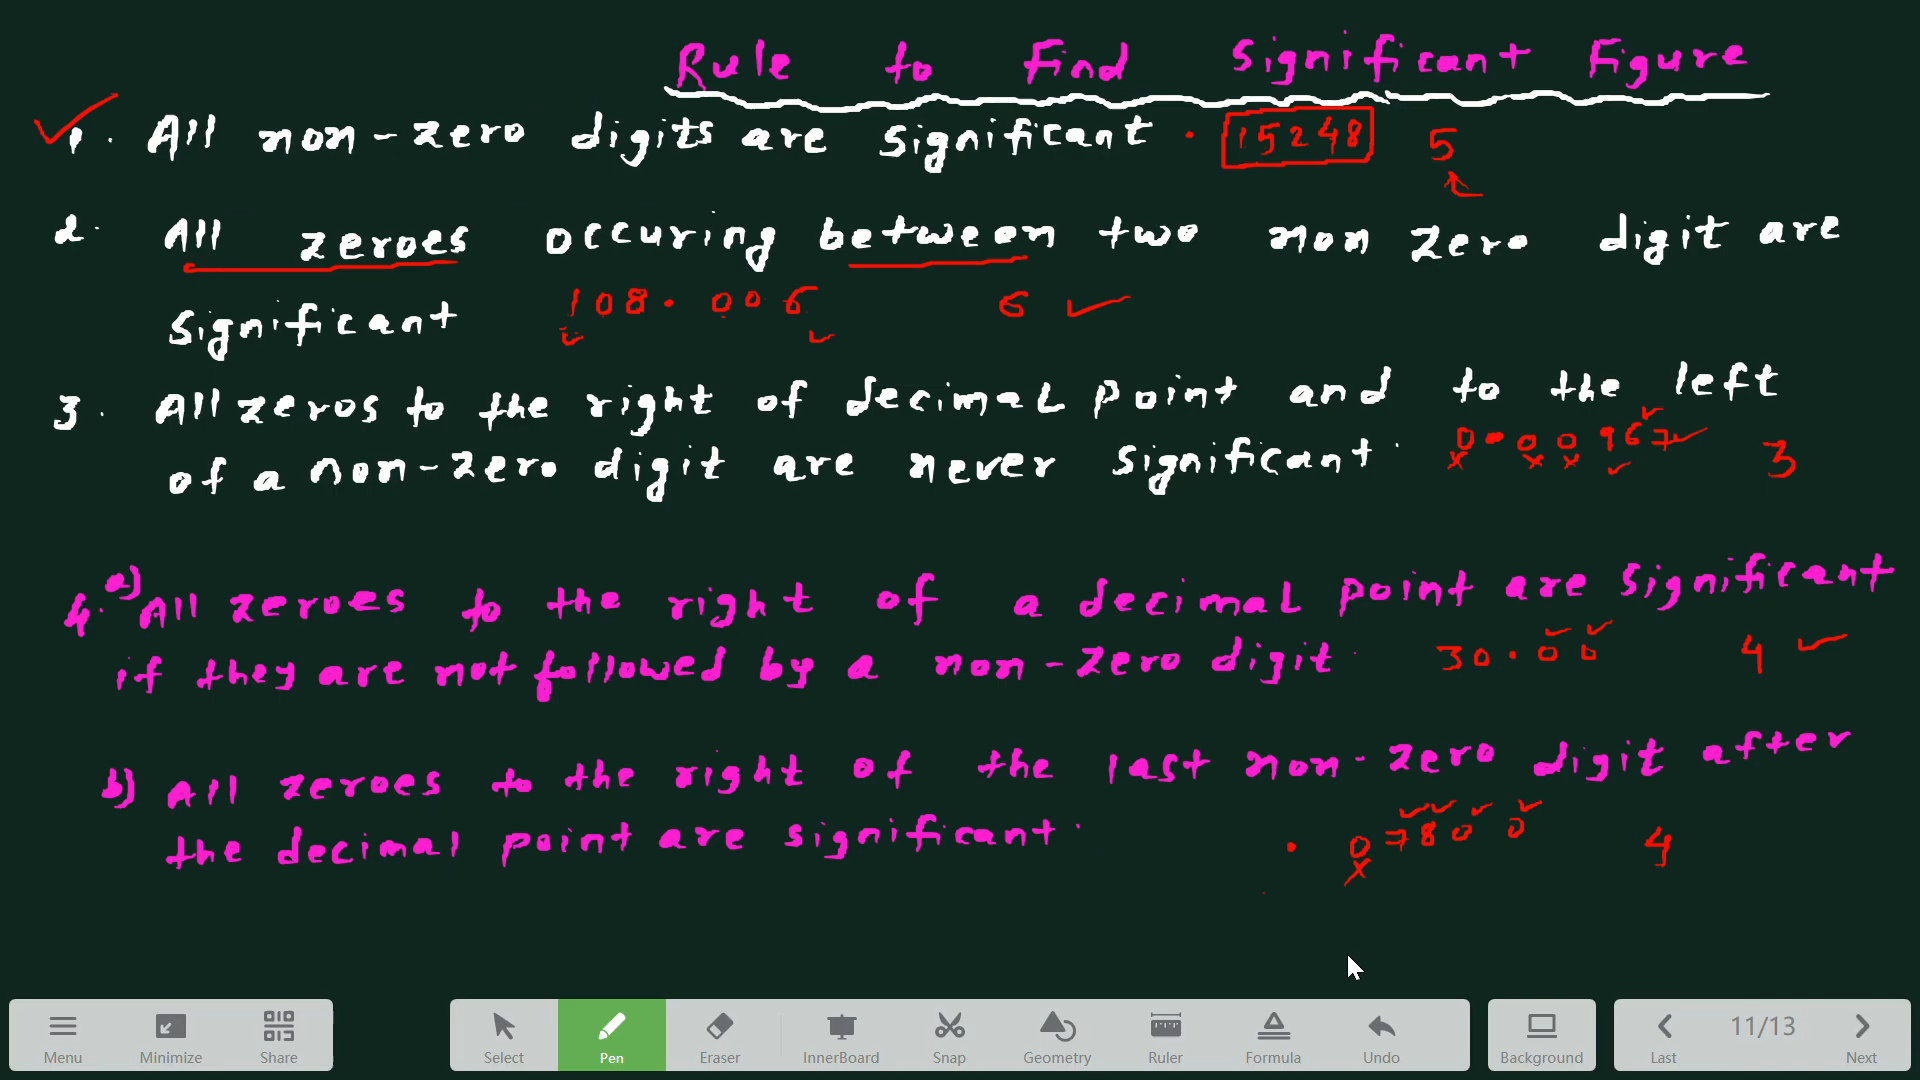 Rule to Find Significant Figure
1. All non-zero digits are significant. 15248 5
2. All zeroes occuring between two non zero digit are
significant 108.006 6
3. All zeros to the right of decimal point and to the left
of a non-zero digit are never significant. 0.00967 3
4. a) All zeroes to the right of a decimal point are significant
if they are not followed by a non-zero digit. 30.00 4
b) All zeroes to the right of the last non-zero digit after
the decimal point are significant. .07800 4
Menu Minimize Share Select Pen Eraser InnerBoard Snap Geometry Ruler Formula Undo Background Last 11/13 Next